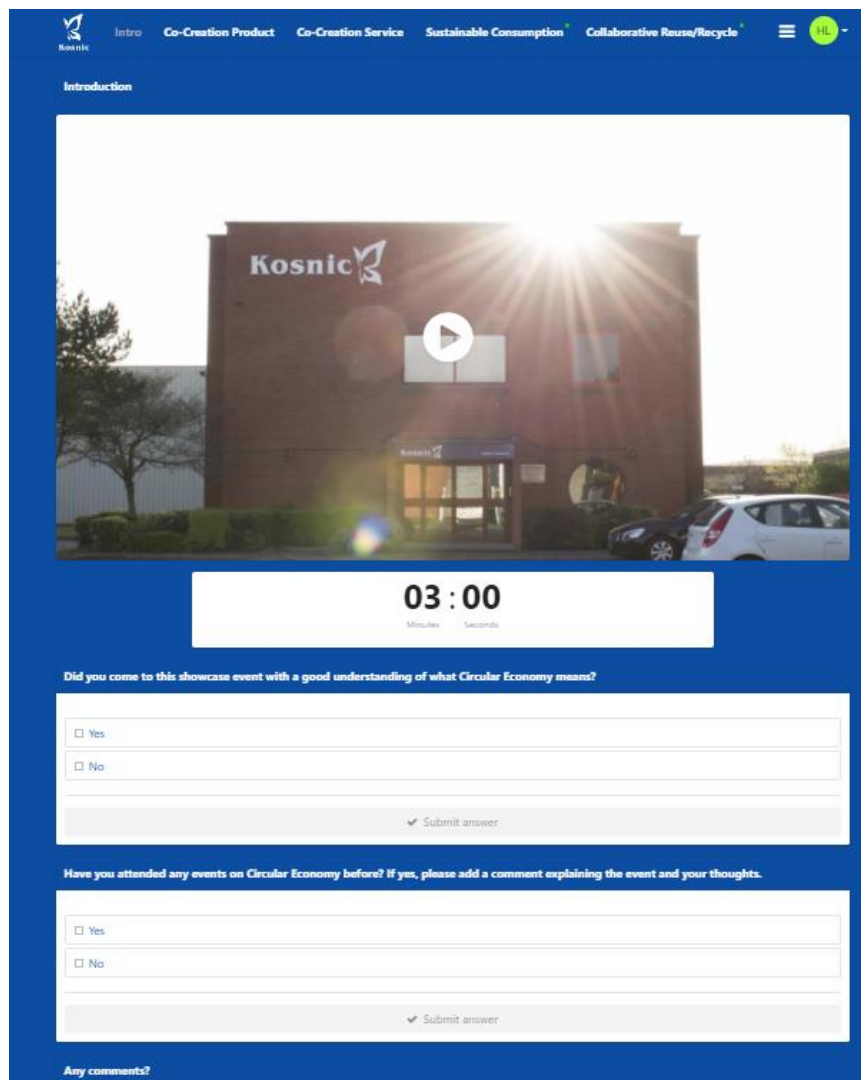 Kosnic
Intro
Co-Creation Product
Co-Creation Service
Sustainable Consumption
Collaborative Reuse/Recycle
HL
Introduction
Kosnic
Kosnic
03 : 00
Minutes Seconds
Did you come to this showcase event with a good understanding of what Circular Economy means?
Yes
No
Submit answer
Have you attended any events on Circular Economy before? If yes, please add a comment explaining the event and your thoughts.
Yes
No
Submit answer
Any comments?